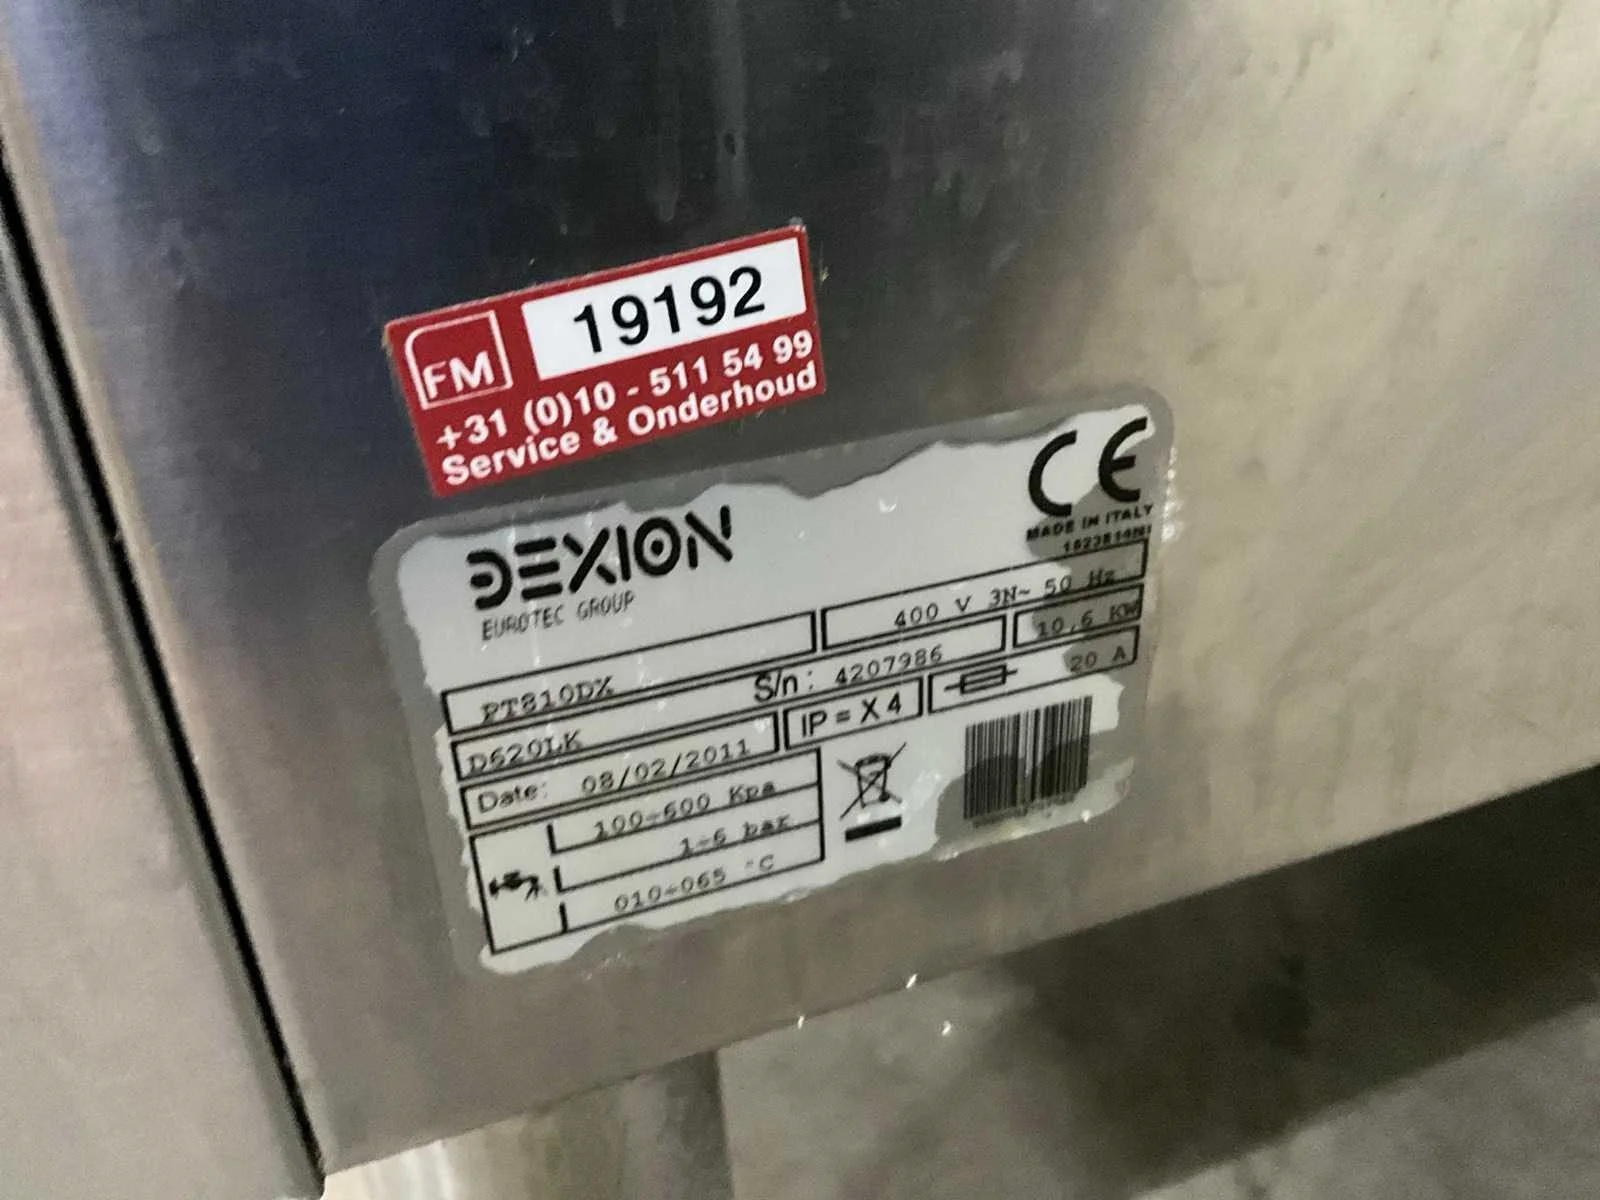 FM
19192
+31 (0)10 - 511 54 99
Service & Onderhoud
CE
MADE IN ITALY
DEXION
EUROTEC GROUP
400 V 3N~ 50 Hz
PT810DX
S/n: 4207986
10,6 KW
D620LK
IP = X 4
20 A
Date: 08/02/2011
100÷600 Kpa
1÷6 bar
010÷065 °C